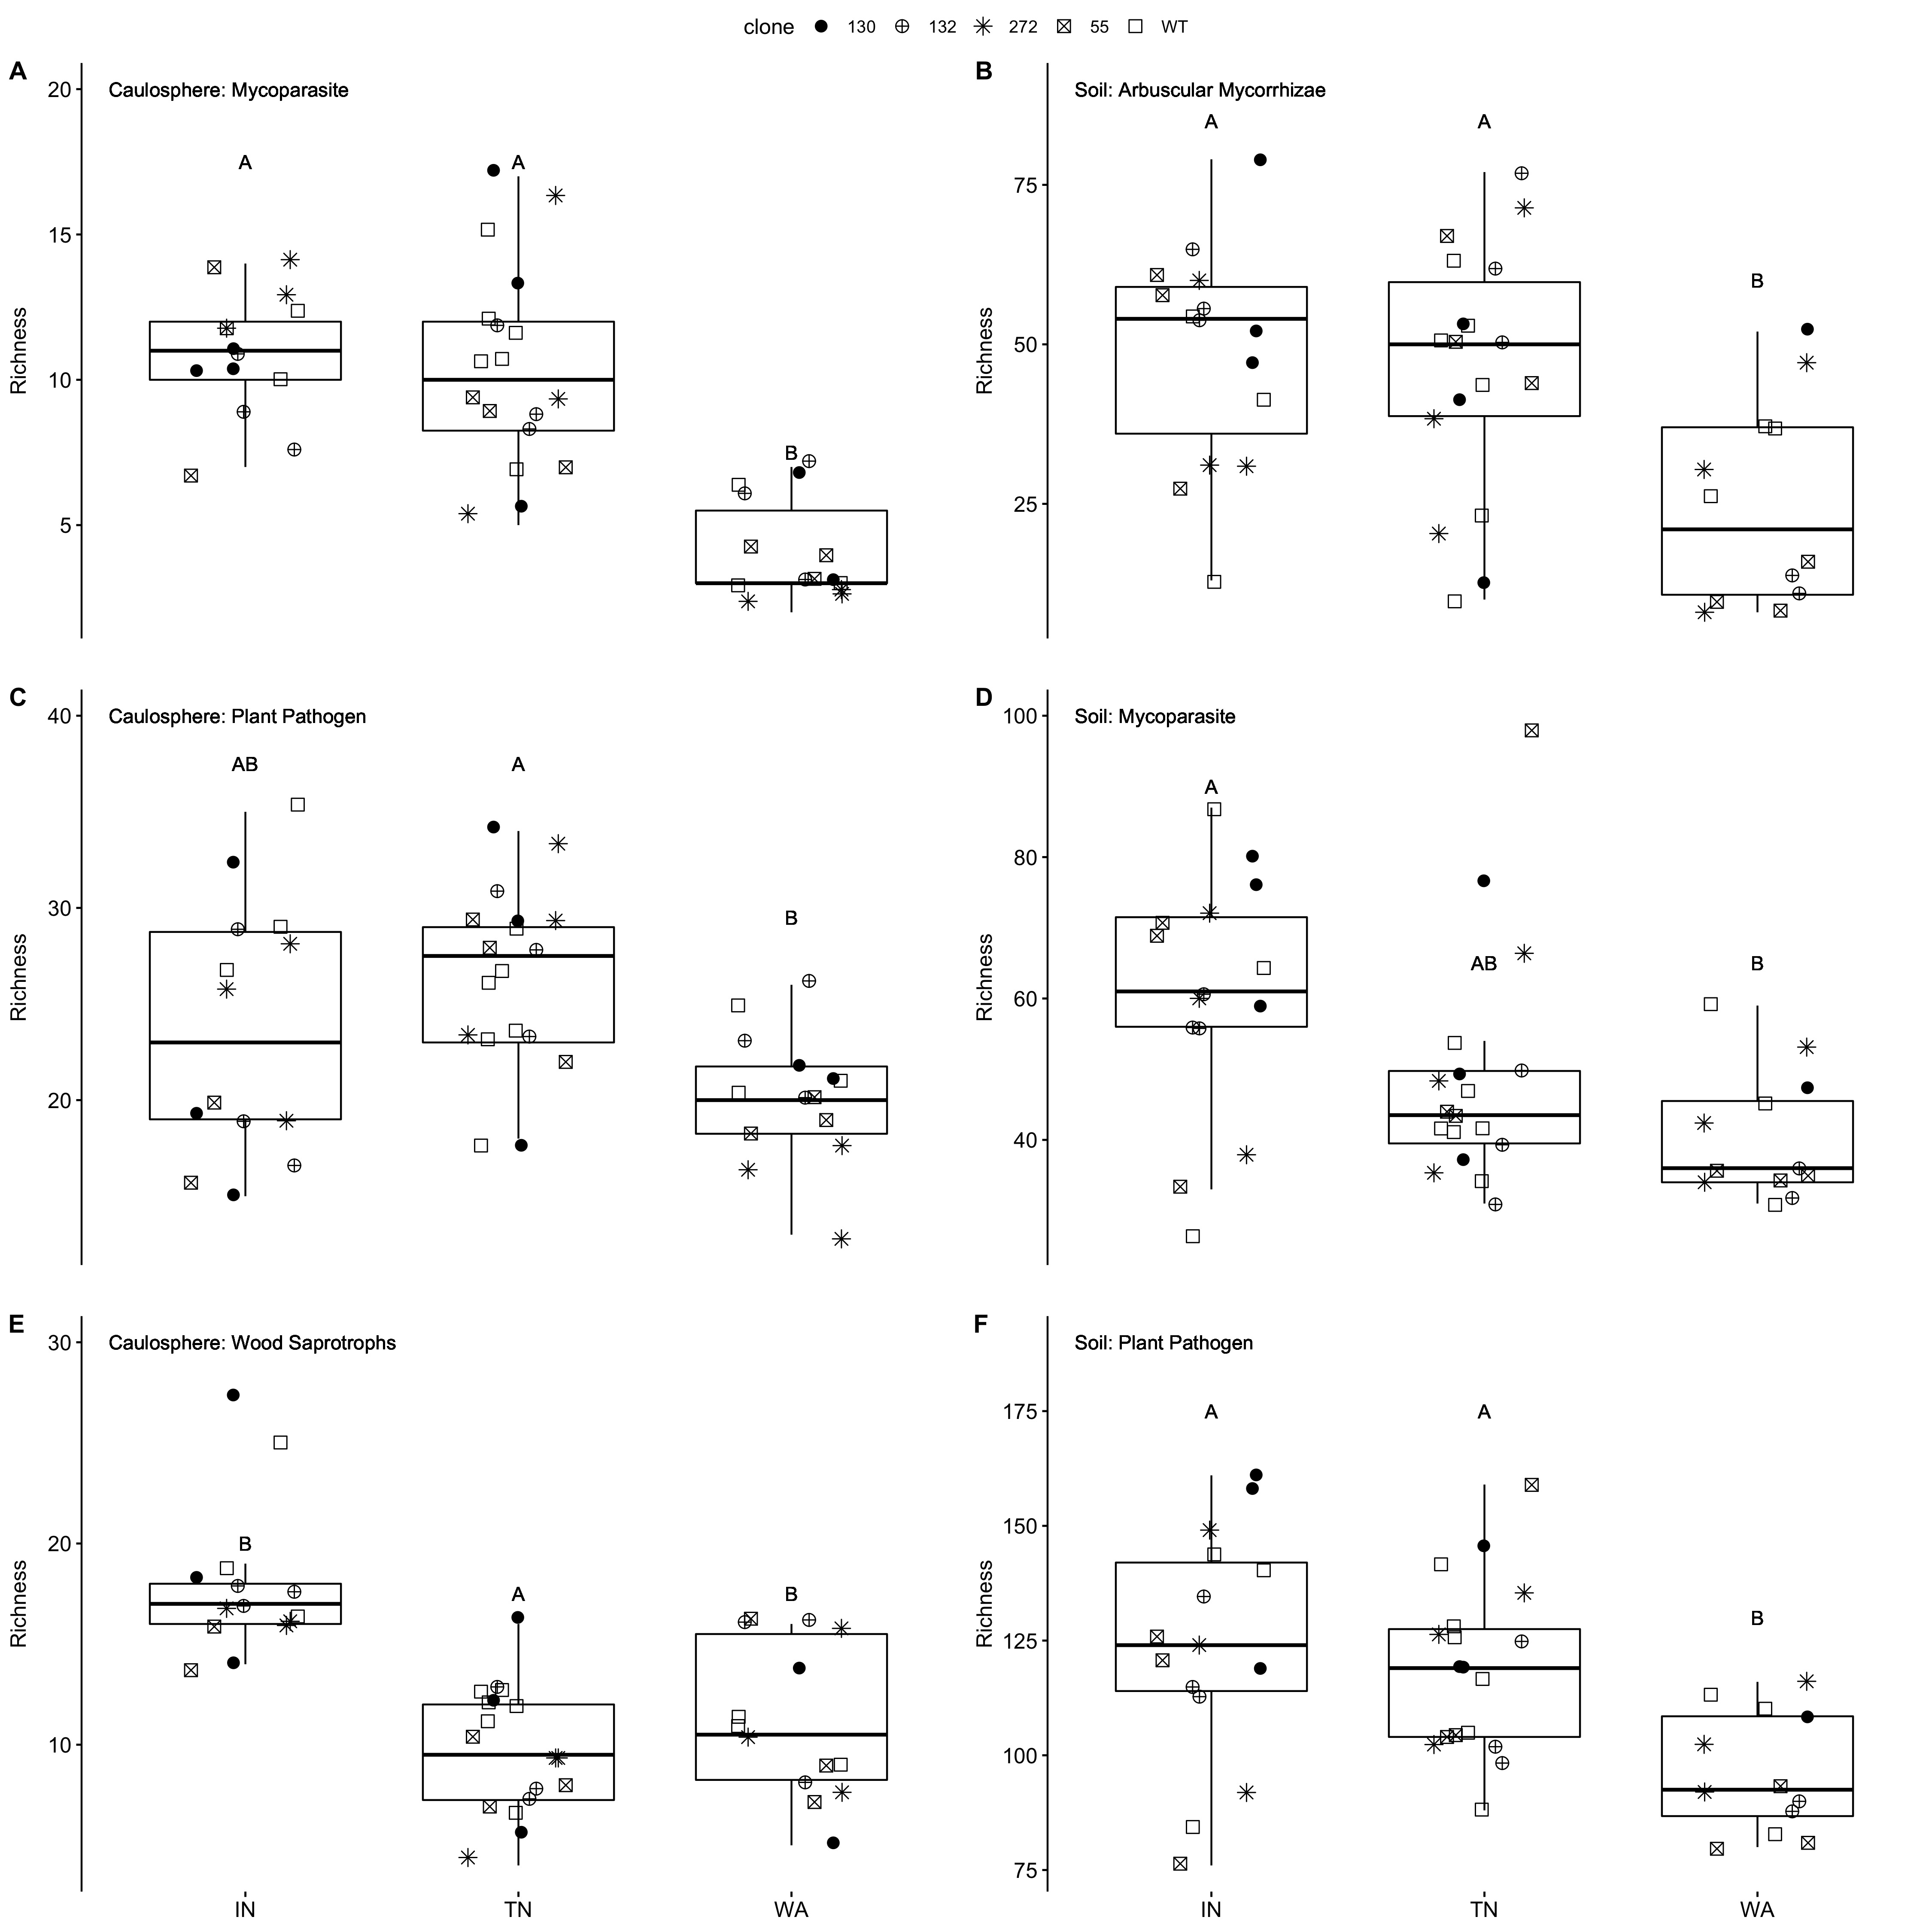 clone 130 132 272 55 WT
A
Caulosphere: Mycoparasite
20
15
10
5
Richness
A A B
B
Soil: Arbuscular Mycorrhizae
75
50
25
Richness
A A B
C
Caulosphere: Plant Pathogen
40
30
20
Richness
AB A B
D
Soil: Mycoparasite
100
80
60
40
Richness
A AB B
E
Caulosphere: Wood Saprotrophs
30
20
10
Richness
B A B
IN TN WA
F
Soil: Plant Pathogen
175
150
125
100
75
Richness
A A B
IN TN WA